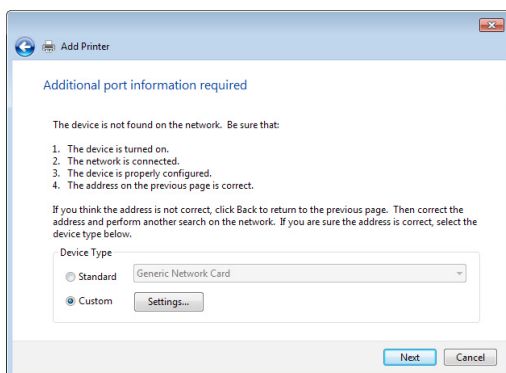 Add Printer
Additional port information required
The device is not found on the network. Be sure that:
1. The device is turned on.
2. The network is connected.
3. The device is properly configured.
4. The address on the previous page is correct.
If you think the address is not correct, click Back to return to the previous page. Then correct the
address and perform another search on the network. If you are sure the address is correct, select the
device type below.
Device Type
Standard
Generic Network Card
Custom
Settings...
Next
Cancel